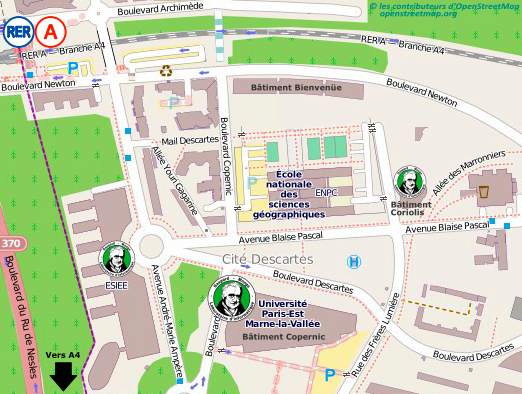 © les contributeurs d'OpenStreetMap
openstreetmap.org
Boulevard Archimède
RER
A
RER A — Branche A4
RER A — Branche A4
P
Boulevard Newton
Bâtiment Bienvenüe
Boulevard Newton
P
Mail Descartes
Boulevard Copernic
Allée Youri Gagarine
P
École
nationale
des
sciences
géographiques
ENPC
Allée des Marronniers
Bâtiment
Coriolis
Avenue Blaise Pascal
Avenue Blaise Pascal
370
Boulevard du Ru de Nesles
ESIEE
Cité Descartes
H
Boulevard Descartes
Avenue André-Marie Ampère
Boulevard
Université
Paris-Est
Marne-la-Vallée
Bâtiment Copernic
Rue des Frères Lumière
Boulevard Descartes
Vers A4
P